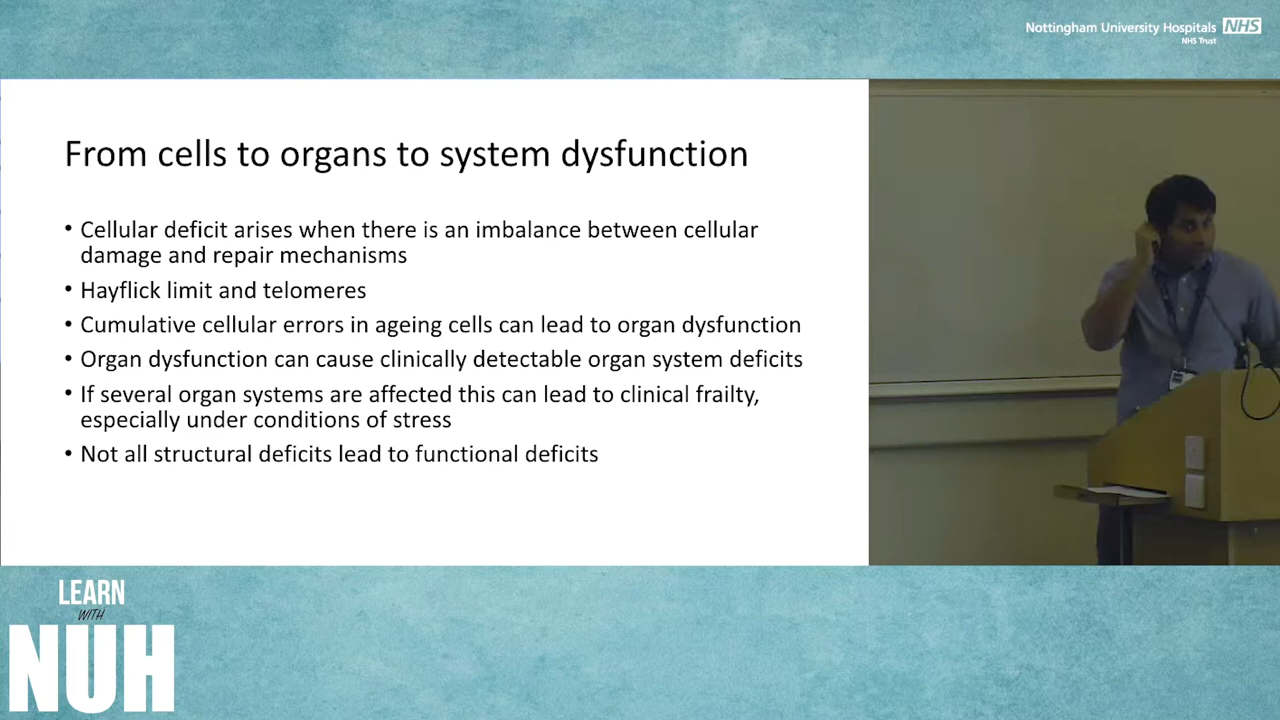 Nottingham University Hospitals NHS
NHS Trust
From cells to organs to system dysfunction
• Cellular deficit arises when there is an imbalance between cellular
damage and repair mechanisms
• Hayflick limit and telomeres
• Cumulative cellular errors in ageing cells can lead to organ dysfunction
• Organ dysfunction can cause clinically detectable organ system deficits
• If several organ systems are affected this can lead to clinical frailty,
especially under conditions of stress
• Not all structural deficits lead to functional deficits
LEARN
WITH
NUH